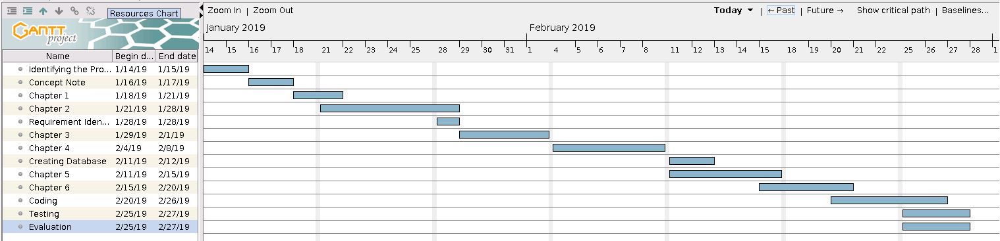 Resources Chart
Zoom In | Zoom Out Today | ← Past | Future → Show critical path | Baselines...
GANTT project
January 2019 February 2019
14 15 16 17 18 21 22 23 24 25 28 29 30 31 1 4 5 6 7 8 11 12 13 14 15 18 19 20 21 22 25 26 27 28 1
Name Begin d... End date
Identifying the Pro... 1/14/19 1/15/19
Concept Note 1/16/19 1/17/19
Chapter 1 1/18/19 1/21/19
Chapter 2 1/21/19 1/28/19
Requirement Iden... 1/28/19 1/28/19
Chapter 3 1/29/19 2/1/19
Chapter 4 2/4/19 2/8/19
Creating Database 2/11/19 2/12/19
Chapter 5 2/11/19 2/15/19
Chapter 6 2/15/19 2/20/19
Coding 2/20/19 2/26/19
Testing 2/25/19 2/27/19
Evaluation 2/25/19 2/27/19